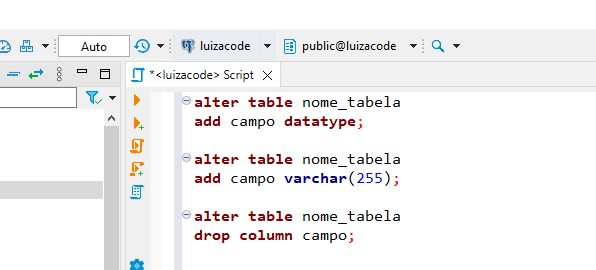 Auto
luizacode
public@luizacode
*<luizacode> Script
alter table nome_tabela
add campo datatype;
alter table nome_tabela
add campo varchar(255);
alter table nome_tabela
drop column campo;